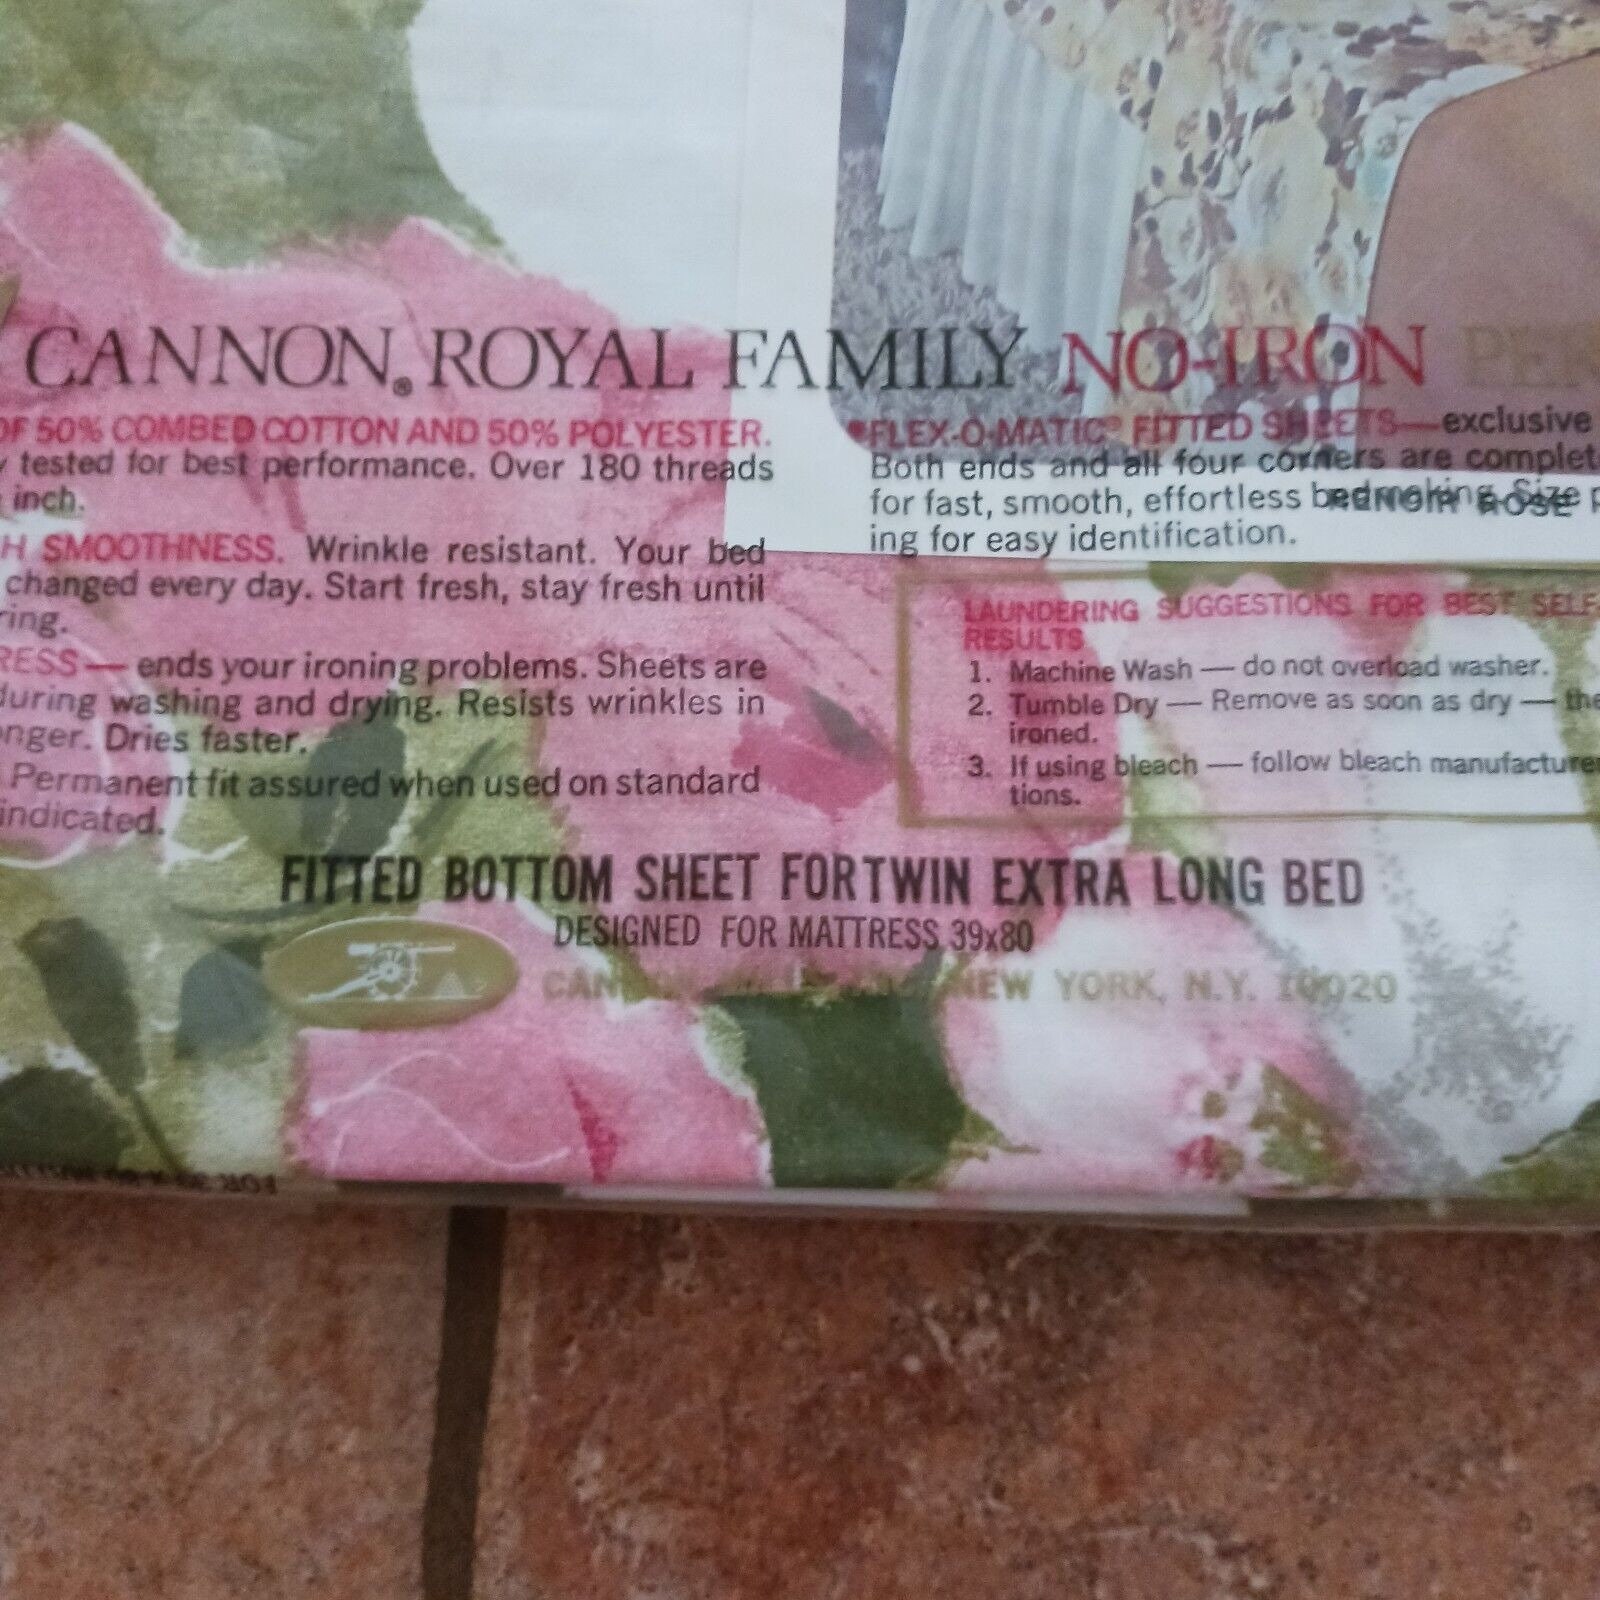 CANNON® ROYAL FAMILY NO-IRON
OF 50% COMBED COTTON AND 50% POLYESTER.
tested for best performance. Over 180 threads
inch.
SMOOTHNESS. Wrinkle resistant. Your bed
changed every day. Start fresh, stay fresh until
ring.
RESS — ends your ironing problems. Sheets are
during washing and drying. Resists wrinkles in
nger. Dries faster.
Permanent fit assured when used on standard
indicated.
FLEX-O-MATIC® FITTED SHEETS—exclusive
Both ends and all four corners are complet
for fast, smooth, effortless bedmaking. Size p
ing for easy identification.
RENOIR ROSE
LAUNDERING SUGGESTIONS FOR BEST SELF-
RESULTS
1. Machine Wash — do not overload washer.
2. Tumble Dry — Remove as soon as dry — the
ironed.
3. If using bleach — follow bleach manufacturer
tions.
FITTED BOTTOM SHEET FOR TWIN EXTRA LONG BED
DESIGNED FOR MATTRESS 39x80
NEW YORK, N.Y. 10020